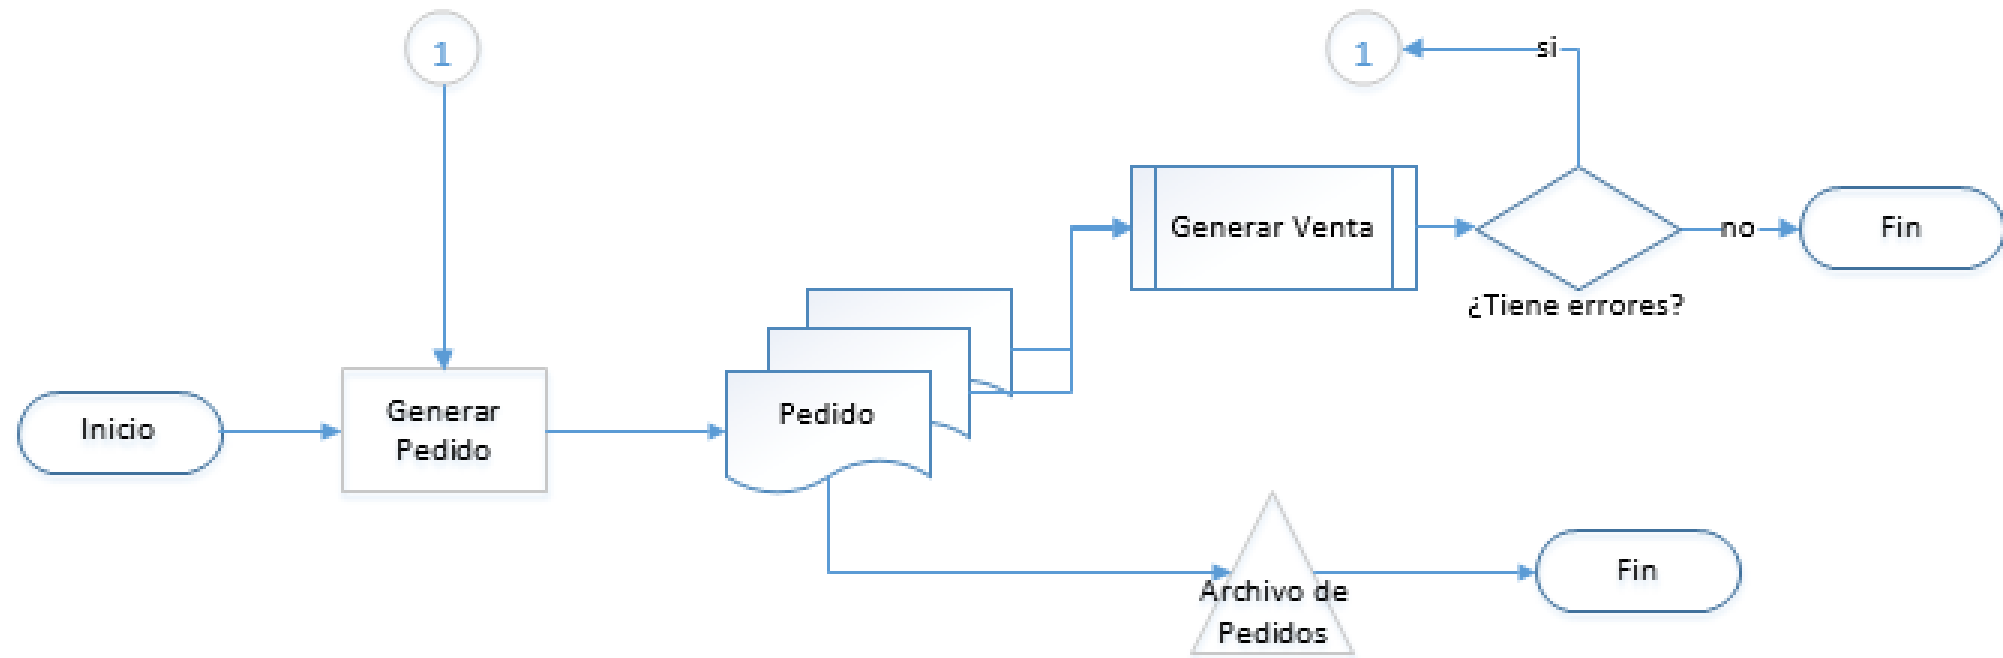 1
1
si
Generar Venta
no
Fin
¿Tiene errores?
Inicio
Generar
Pedido
Pedido
Archivo de
Pedidos
Fin